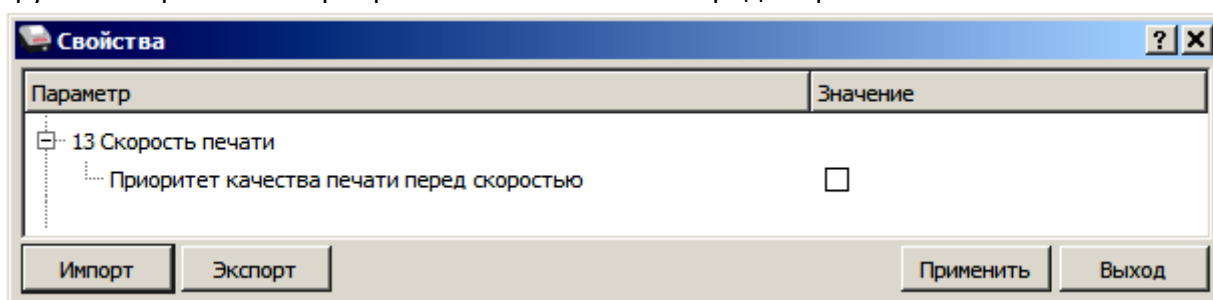 Свойства
Параметр Значение
13 Скорость печати
Приоритет качества печати перед скоростью
Импорт Экспорт Применить Выход